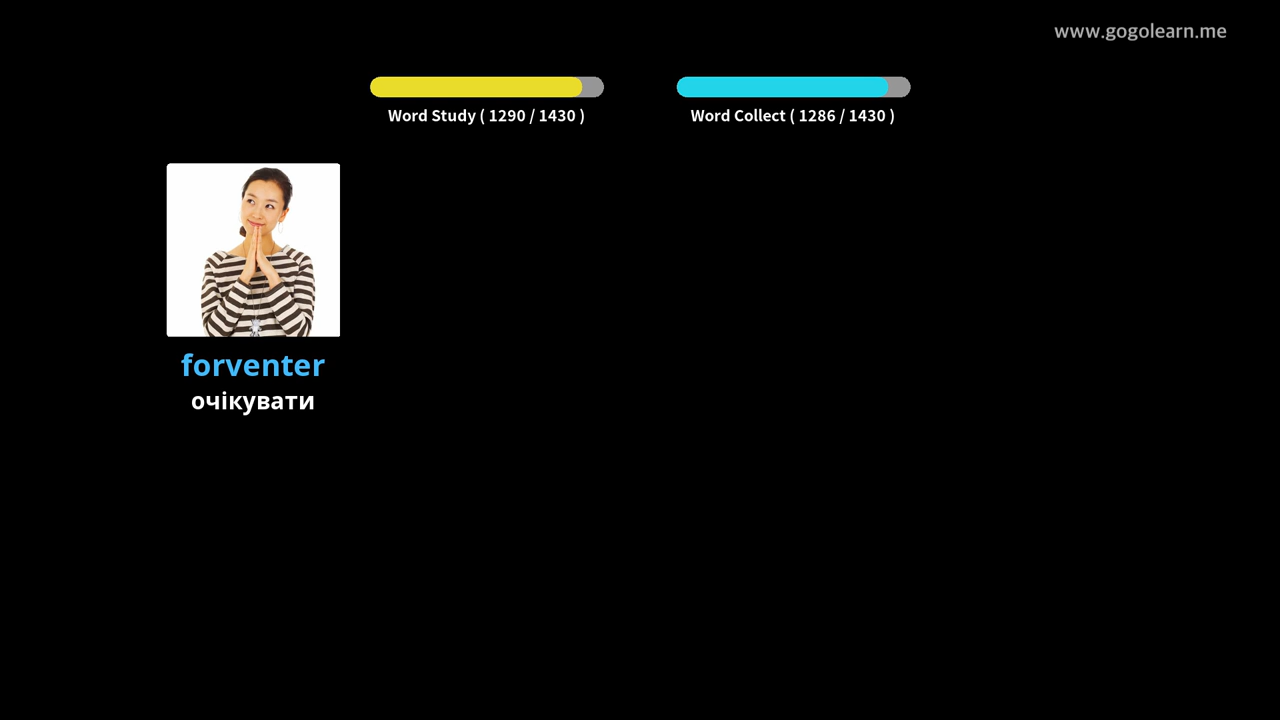 www.gogolearn.me
Word Study ( 1290 / 1430 )
Word Collect ( 1286 / 1430 )
forventer
очікувати